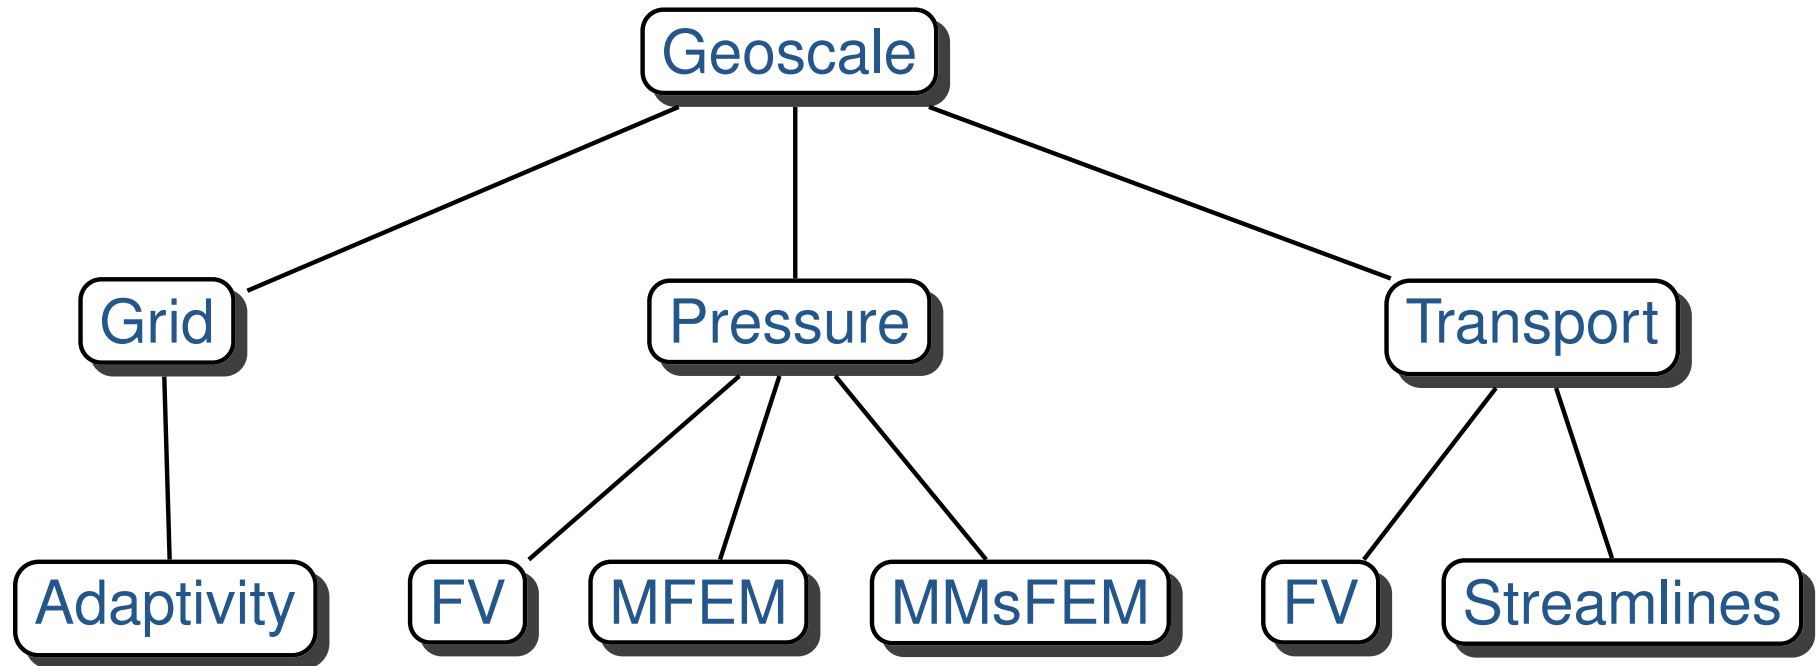 Geoscale
Grid
Pressure
Transport
Adaptivity
FV
MFEM
MMsFEM
FV
Streamlines